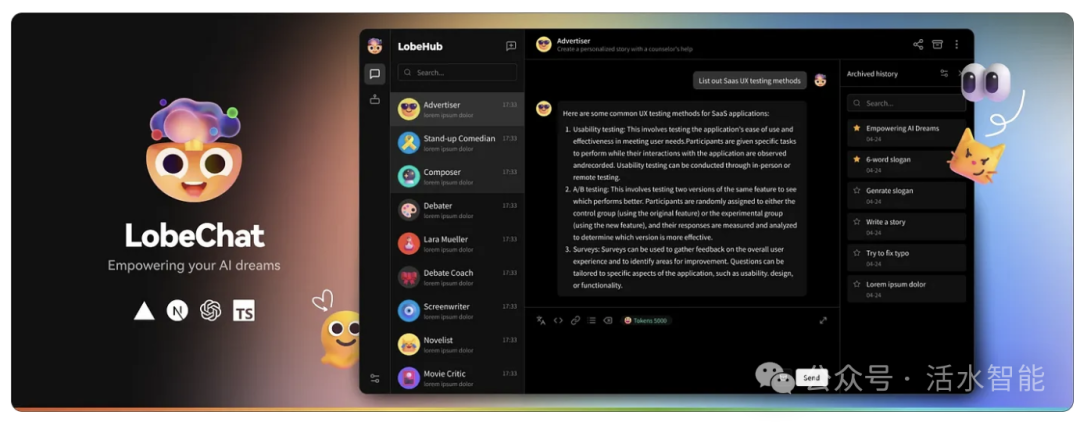 LobeChat
Empowering your AI dreams
TS
LobeHub
Search...
Advertiser
17:33
lorem ipsum dolor
Stand-up Comedian
17:33
lorem ipsum dolor
Composer
17:33
lorem ipsum dolor
Debater
17:33
lorem ipsum dolor
Lara Mueller
17:33
lorem ipsum dolor
Debate Coach
17:33
lorem ipsum dolor
Screenwriter
17:33
lorem ipsum dolor
Novelist
17:33
lorem ipsum dolor
Movie Critic
17:33
lorem ipsum dolor
Advertiser
Create a personalized story with a counselor's help
List out Saas UX testing methods
Here are some common UX testing methods for SaaS applications:
1. Usability testing: This involves testing the application's ease of use and
effectiveness in meeting user needs.Participants are given specific tasks
to perform while their interactions with the application are observed
andrecorded. Usability testing can be conducted through in-person or
remote testing.
2. A/B testing: This involves testing two versions of the same feature to see
which performs better. Participants are randomly assigned to either the
control group (using the original feature) or the experimental group
(using the new feature), and their responses are measured and analyzed
to determine which version is more effective.
3. Surveys: Surveys can be used to gather feedback on the overall user
experience and to identify areas for improvement. Questions can be
tailored to specific aspects of the application, such as usability. design,
or functionality.
Tokens 5000
Send
Archived history
Search...
Empowering AI Dreams
04-24
6-word slogan
04-24
Genrate slogan
04-24
Write a story
04-24
Try to fix typo
04-24
Lorem ipsum dolor
04-24
公众号 · 活水智能